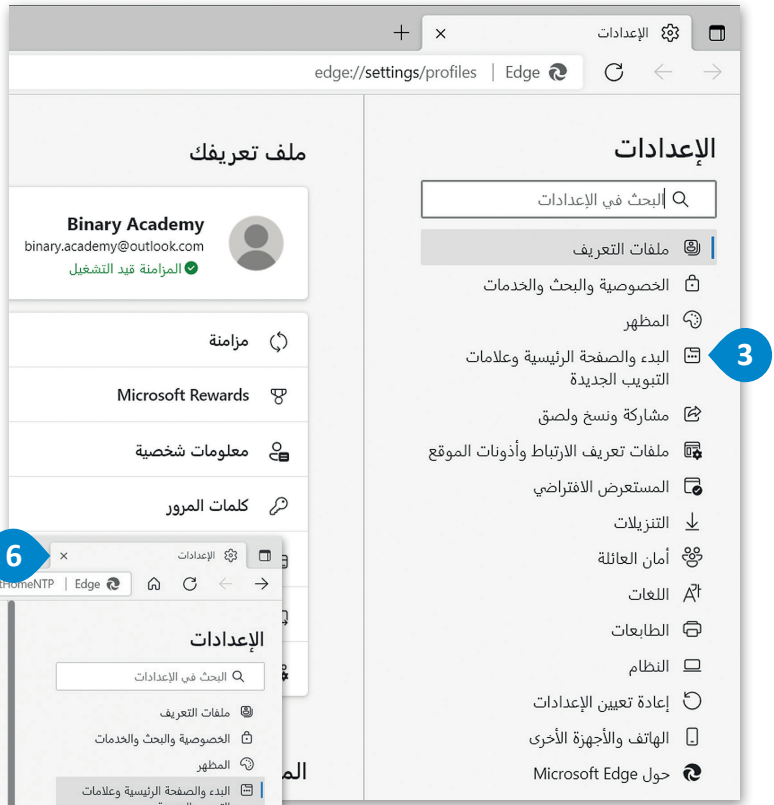 الإعدادات
edge://settings/profiles | Edge
الإعدادات
البحث في الإعدادات
ملفات التعريف
الخصوصية والبحث والخدمات
المظهر
البدء والصفحة الرئيسية وعلامات
التبويب الجديدة
3
مشاركة ونسخ ولصق
ملفات تعريف الارتباط وأذونات الموقع
المستعرض الافتراضي
التنزيلات
أمان العائلة
اللغات
الطابعات
النظام
إعادة تعيين الإعدادات
الهاتف والأجهزة الأخرى
حول Microsoft Edge
ملف تعريفك
Binary Academy
binary.academy@outlook.com
المزامنة قيد التشغيل
مزامنة
Microsoft Rewards
معلومات شخصية
كلمات المرور
6
الإعدادات
tHomeNTP | Edge
الإعدادات
البحث في الإعدادات
ملفات التعريف
الخصوصية والبحث والخدمات
المظهر
البدء والصفحة الرئيسية وعلامات